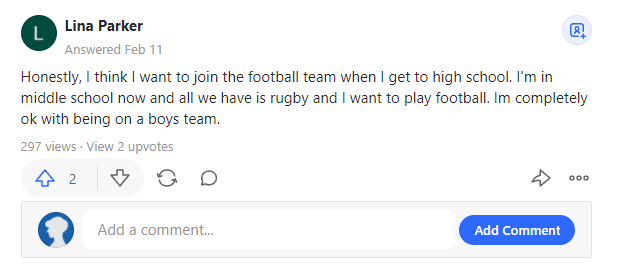 L
Lina Parker
Answered Feb 11
Honestly, I think I want to join the football team when I get to high school. I'm in
middle school now and all we have is rugby and I want to play football. Im completely
ok with being on a boys team.
297 views · View 2 upvotes
2
Add a comment...
Add Comment